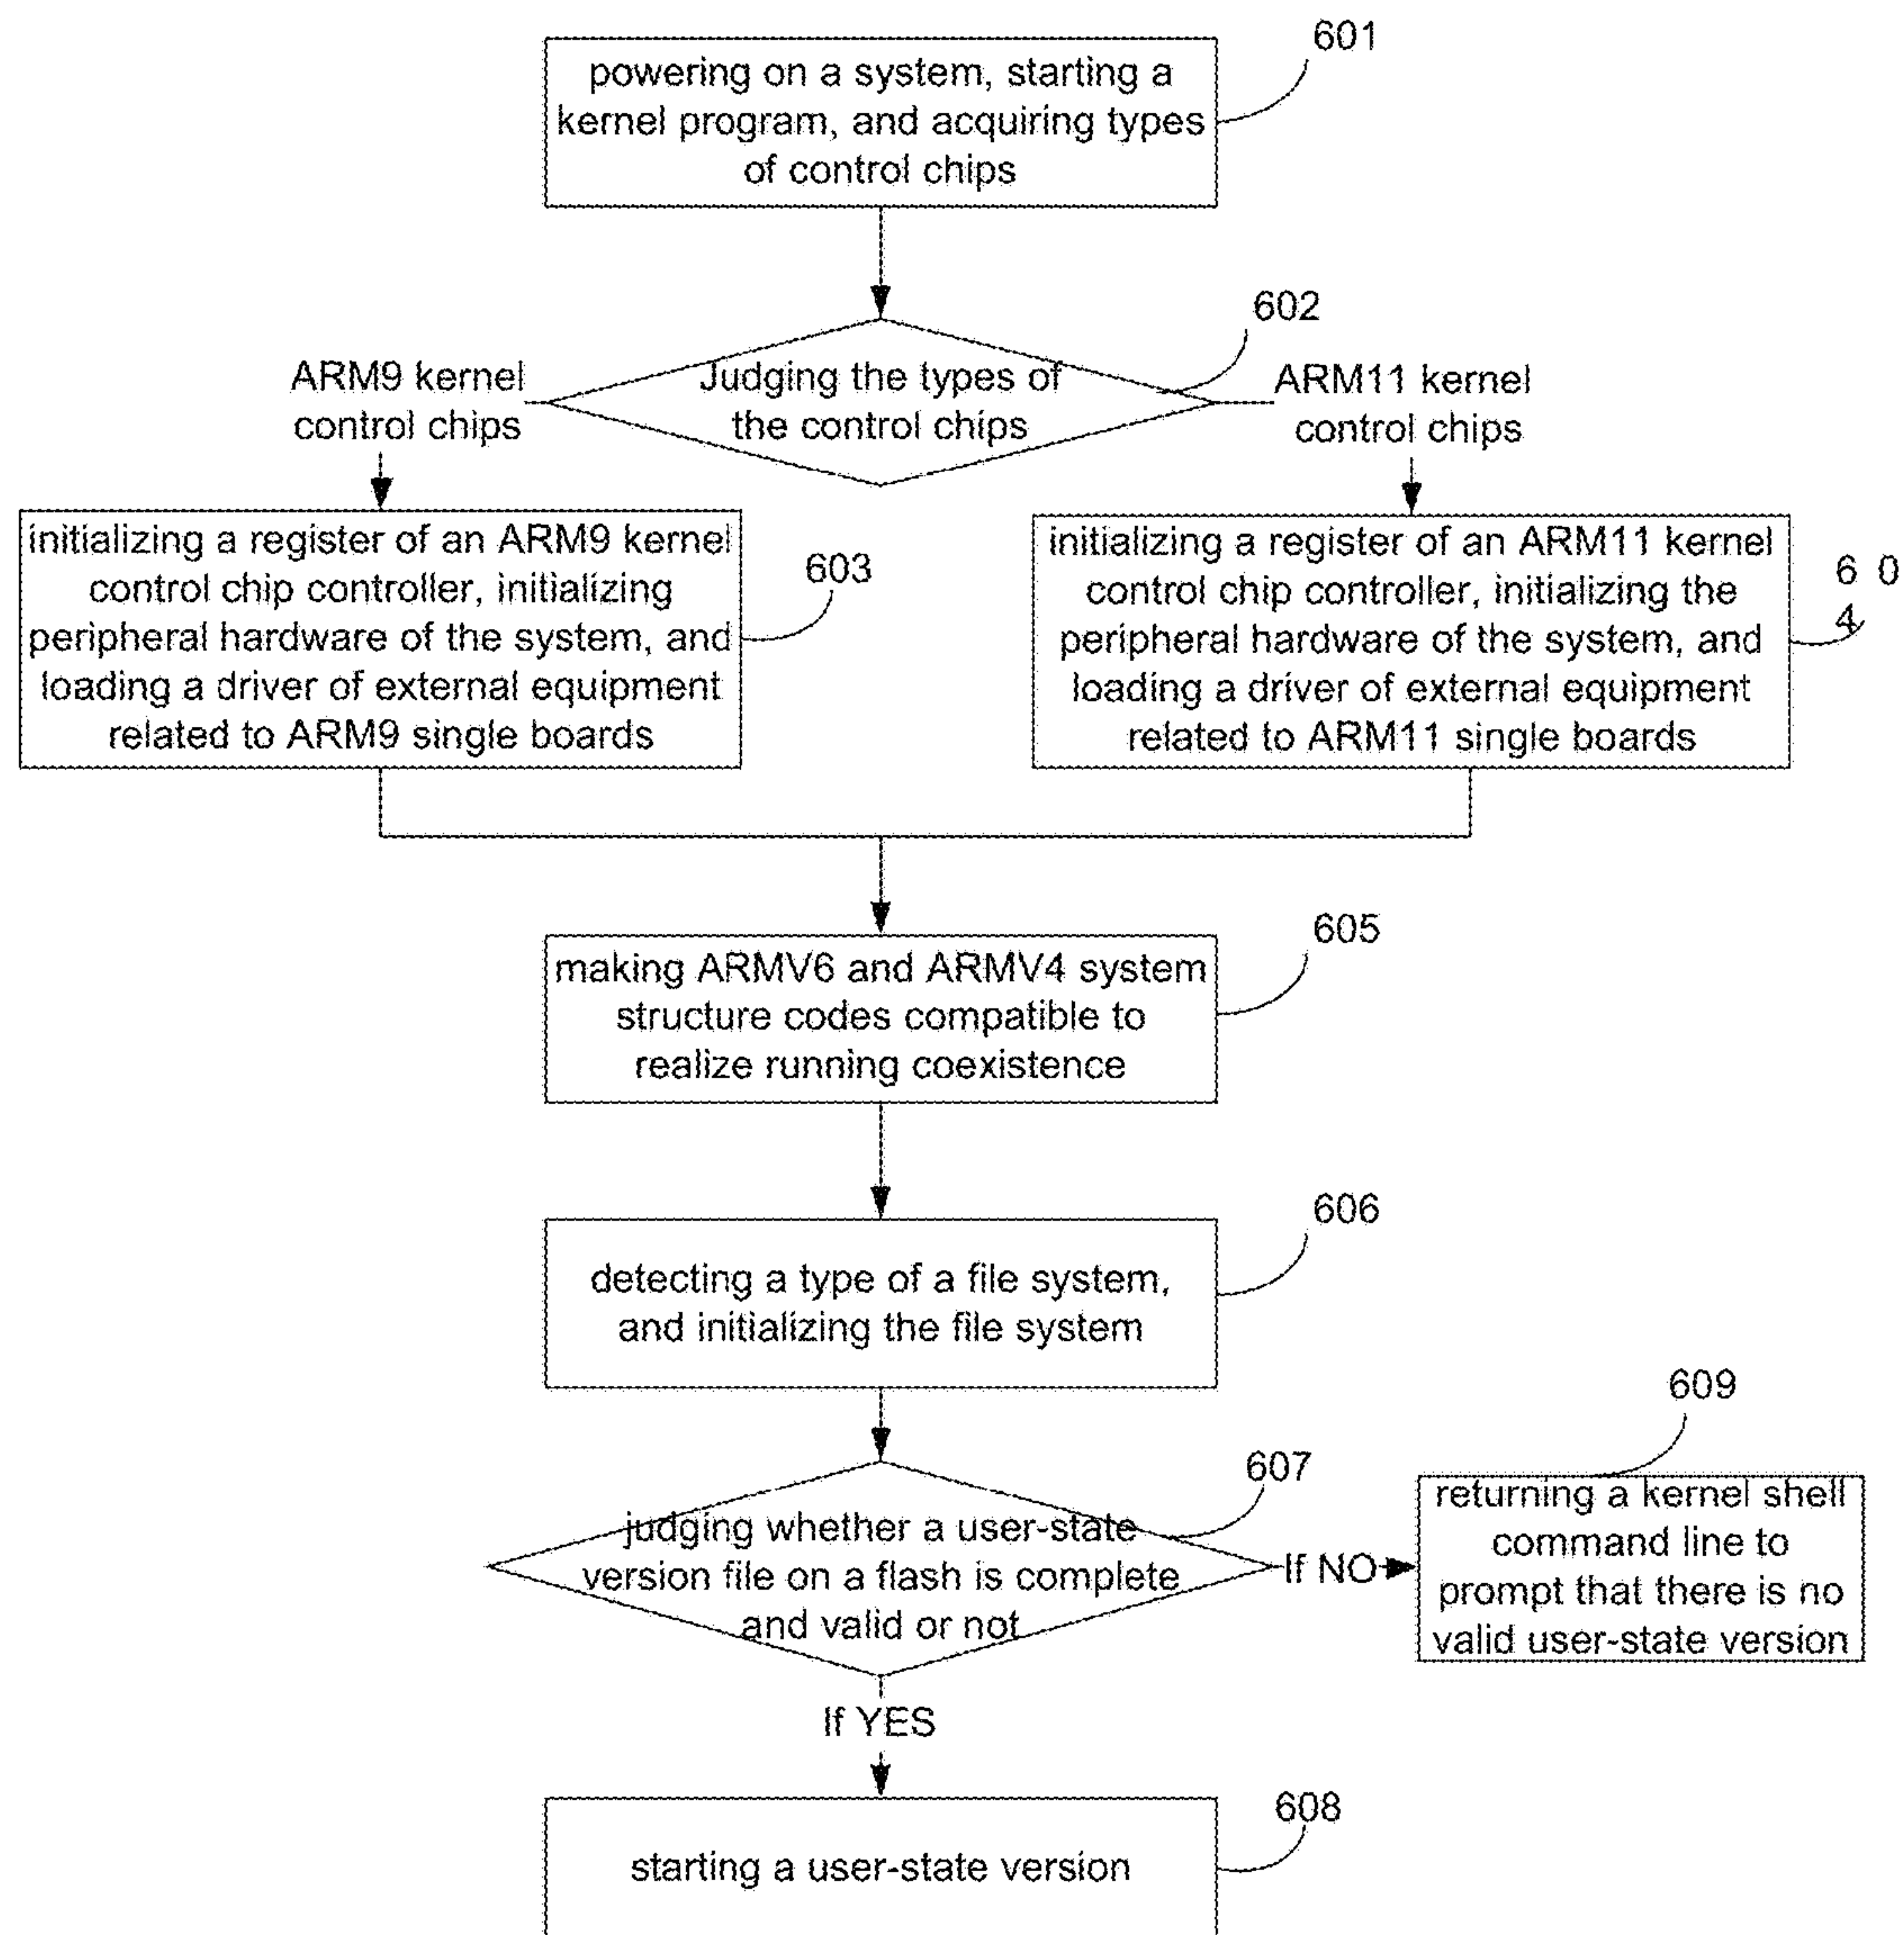 601
powering on a system, starting a
kernel program, and acquiring types
of control chips
602
Judging the types of
the control chips
ARM9 kernel
control chips
ARM11 kernel
control chips
initializing a register of an ARM9 kernel
control chip controller, initializing
peripheral hardware of the system, and
loading a driver of external equipment
related to ARM9 single boards
603
initializing a register of an ARM11 kernel
control chip controller, initializing the
peripheral hardware of the system, and
loading a driver of external equipment
related to ARM11 single boards
6 0
4
605
making ARMV6 and ARMV4 system
structure codes compatible to
realize running coexistence
606
detecting a type of a file system,
and initializing the file system
607
judging whether a user-state
version file on a flash is complete
and valid or not
If NO
609
returning a kernel shell
command line to
prompt that there is no
valid user-state version
If YES
608
starting a user-state version